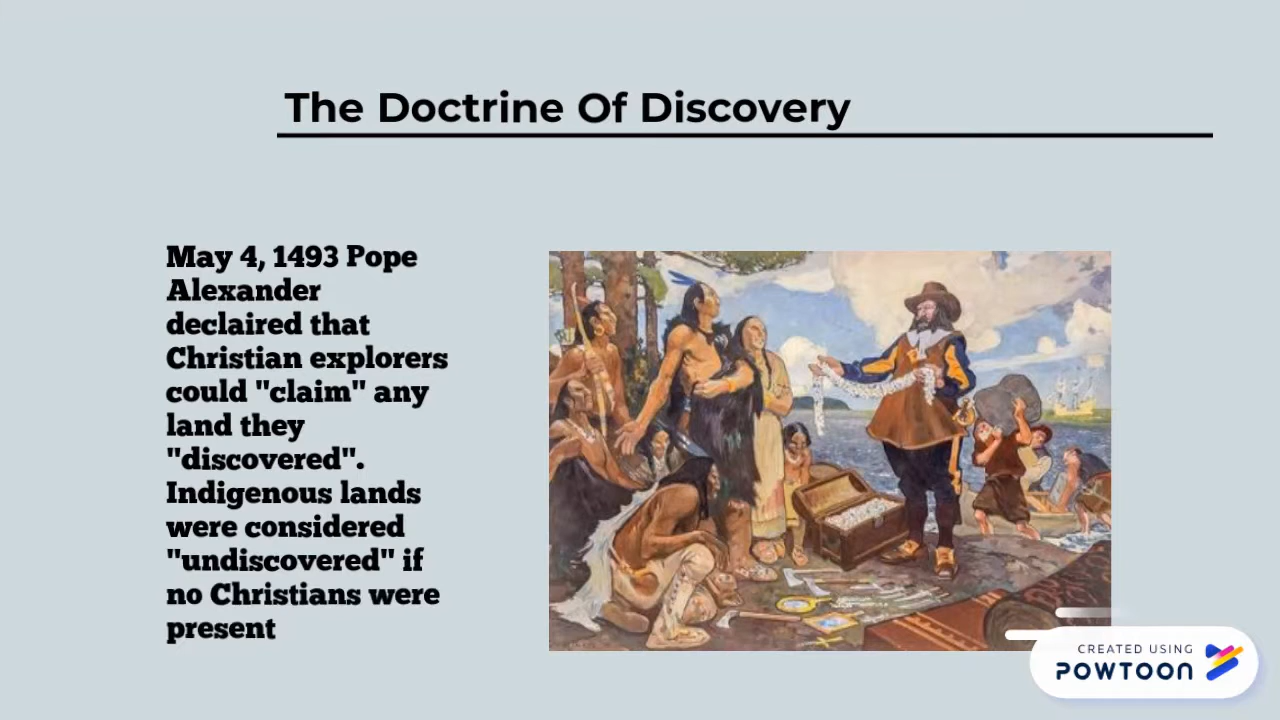 The Doctrine Of Discovery
May 4, 1493 Pope
Alexander
declaired that
Christian explorers
could "claim" any
land they
"discovered".
Indigenous lands
were considered
"undiscovered" if
no Christians were
present
CREATED USING
POWTOON